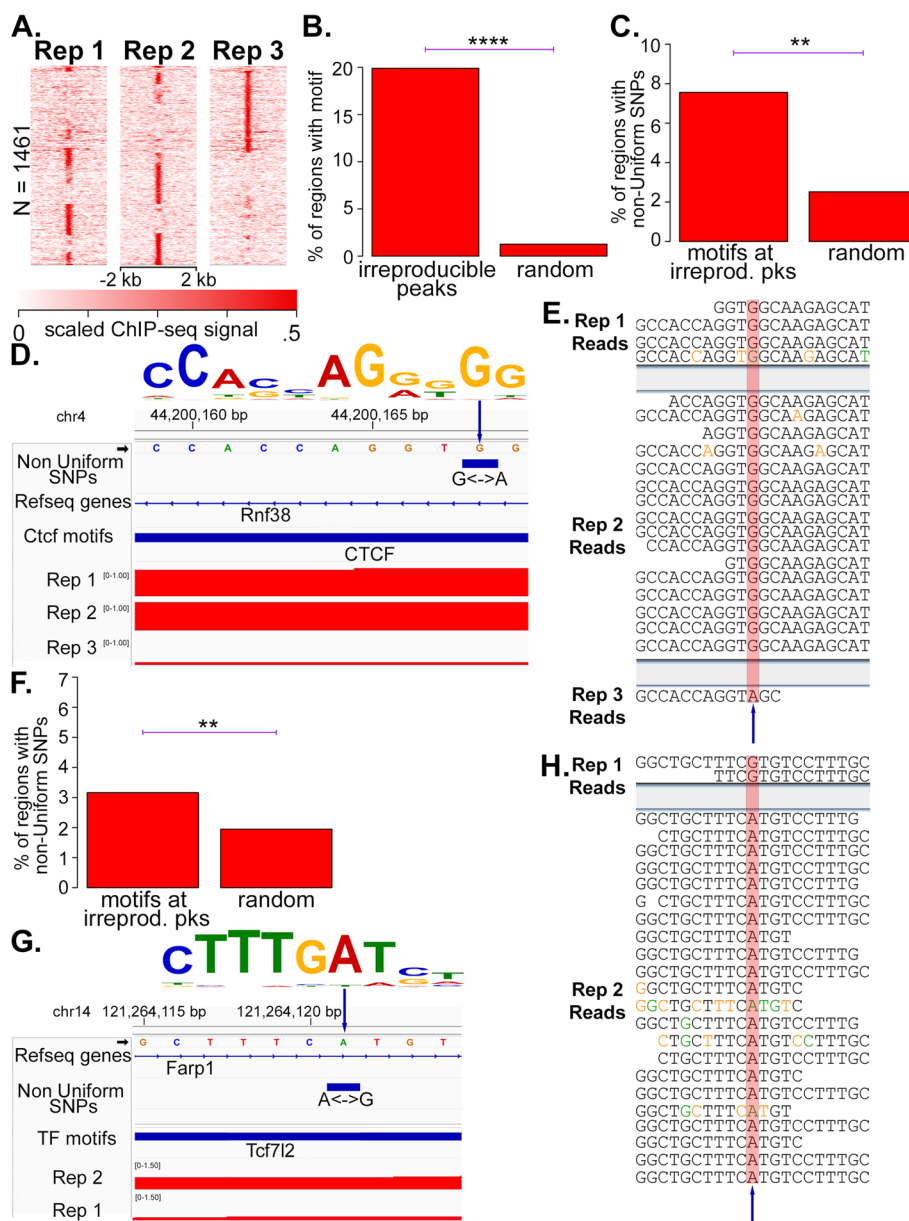 A.
Rep 1 Rep 2 Rep 3
N = 1461
-2 kb 2 kb
0 .5
scaled ChIP-seq signal
B.
****
% of regions with motif
20
15
10
5
0
irreproducible peaks
random
C.
**
% of regions with non-Uniform SNPs
10
8
6
4
2
0
motifs at irreprod. pks
random
D.
CCACCAGGGGG
chr4
44,200,160 bp 44,200,165 bp
C C A C C A G G T G G
Non Uniform SNPs
G<->A
Refseq genes
Rnf38
Ctcf motifs
CTCF
Rep 1 [0-1.00]
Rep 2 [0-1.00]
Rep 3 [0-1.00]
E.
Rep 1 Reads
GGTGGCAAGAGCAT
GCCACCAGGTGGCAAGAGCAT
GCCACCAGGTGGCAAGAGCAT
GCCACCAGGTGGCAAGAGCAT
Rep 2 Reads
ACCAGGTGGCAAGAGCAT
GCCACCAGGTGGCAAGAGCAT
AGGTGGCAAGAGCAT
GCCACCAGGTGGCAAGAGCAT
GCCACCAGGTGGCAAGAGCAT
GCCACCAGGTGGCAAGAGCAT
GCCACCAGGTGGCAAGAGCAT
GCCACCAGGTGGCAAGAGCAT
GCCACCAGGTGGCAAGAGCAT
CCACCAGGTGGCAAGAGCAT
GTGGCAAGAGCAT
GCCACCAGGTGGCAAGAGCAT
GCCACCAGGTGGCAAGAGCAT
GCCACCAGGTGGCAAGAGCAT
GCCACCAGGTGGCAAGAGCAT
GCCACCAGGTGGCAAGAGCAT
Rep 3 Reads
GCCACCAGGTAGC
F.
**
% of regions with non-Uniform SNPs
7
6
5
4
3
2
1
0
motifs at irreprod. pks
random
G.
CTTTGATCT
chr14
121,264,115 bp 121,264,120 bp
G C T T T C A T G T
Refseq genes
Farp1
Non Uniform SNPs
A<->G
TF motifs
Tcf7l2
Rep 2 [0-1.50]
Rep 1 [0-1.50]
H.
Rep 1 Reads
GGCTGCTTTCGTGTCCTTTGC
TTCGTGTCCTTTGC
Rep 2 Reads
GGCTGCTTTCATGTCCTTTG
CTGCTTTCATGTCCTTTGC
GGCTGCTTTCATGTCCTTTGC
GGCTGCTTTCATGTCCTTTGC
GGCTGCTTTCATGTCCTTTG
G CTGCTTTCATGTCCTTTGC
GGCTGCTTTCATGTCCTTTGC
GGCTGCTTTCATGT
GGCTGCTTTCATGTCCTTTG
GGCTGCTTTCATGTCCTTTGC
GGCTGCTTTCATGTC
GGCTGCTTTCATGTC
GGCTGCTTTCATGTCCTTTG
CTGCTTTCATGTCCTTTGC
CTGCTTTCATGTCCTTTGC
GGCTGCTTTCATGTC
GGCTGCTTTCATGTCCTTTGC
GGCTGCTTTCATGT
GGCTGCTTTCATGTCCTTTGC
GGCTGCTTTCATGTC
GGCTGCTTTCATGTCCTTTGC
GGCTGCTTTCATGTCCTTTGC